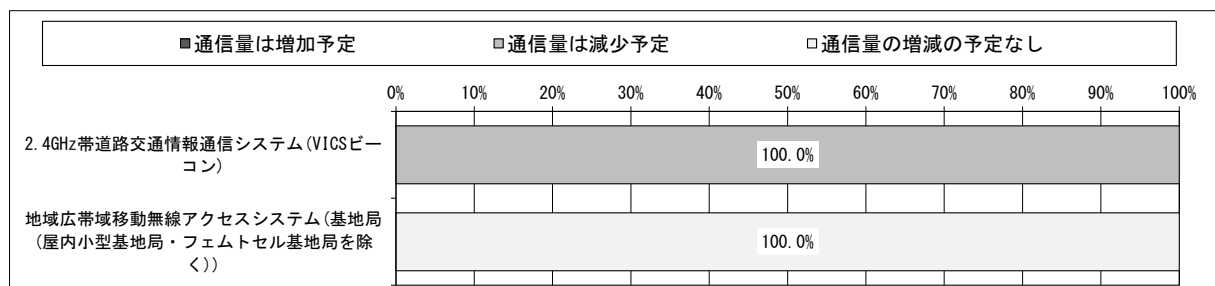 ■通信量は増加予定 ■通信量は減少予定 □通信量の増減の予定なし
0% 10% 20% 30% 40% 50% 60% 70% 80% 90% 100%
2.4GHz帯道路交通情報通信システム(VICSビー
コン)
100.0%
地域広帯域移動無線アクセスシステム(基地局
(屋内小型基地局・フェムトセル基地局を除
く))
100.0%